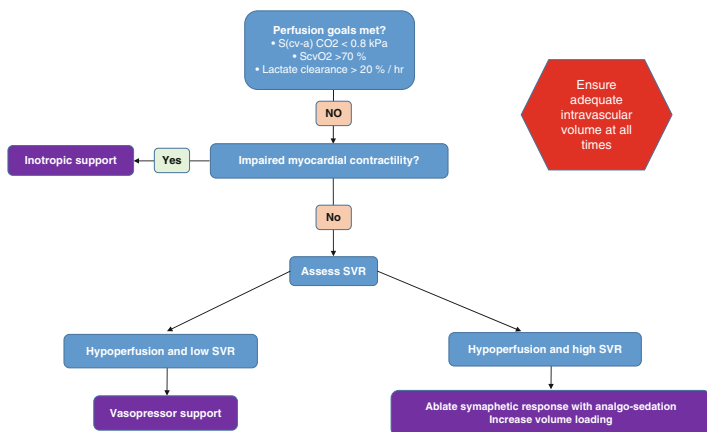 Perfusion goals met?
• S(cv-a) CO2 < 0.8 kPa
• ScvO2 >70 %
• Lactate clearance > 20 % / hr
Ensure
adequate
intravascular
volume at all
times
NO
Inotropic support
Yes
Impaired myocardial contractility?
No
Assess SVR
Hypoperfusion and low SVR
Hypoperfusion and high SVR
Vasopressor support
Ablate symaphetic response with analgo-sedation
Increase volume loading